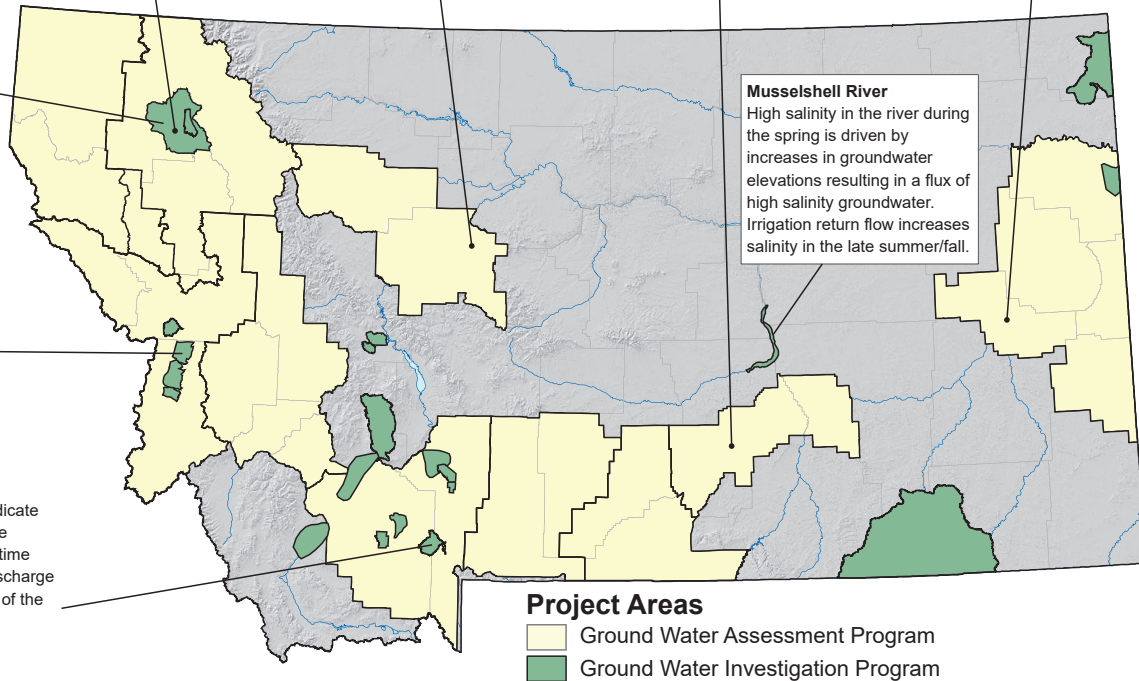 Musselshell River
High salinity in the river during
the spring is driven by
increases in groundwater
elevations resulting in a flux of
high salinity groundwater.
Irrigation return flow increases
salinity in the late summer/fall.
dicate
e
time
scharge
of the
Project Areas
Ground Water Assessment Program
Ground Water Investigation Program